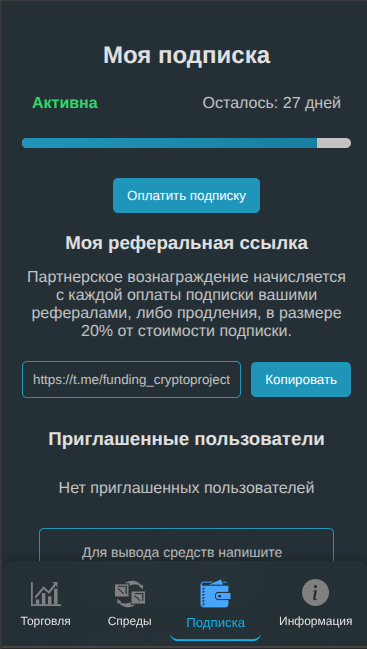 Моя подписка
Активна
Осталось: 27 дней
Оплатить подписку
Моя реферальная ссылка
Партнерское вознаграждение начисляется
с каждой оплаты подписки вашими
рефералами, либо продления, в размере
20% от стоимости подписки.
https://t.me/funding_cryptoproject
Копировать
Приглашенные пользователи
Нет приглашенных пользователей
Для вывода средств напишите
Торговля
Спреды
Подписка
Информация